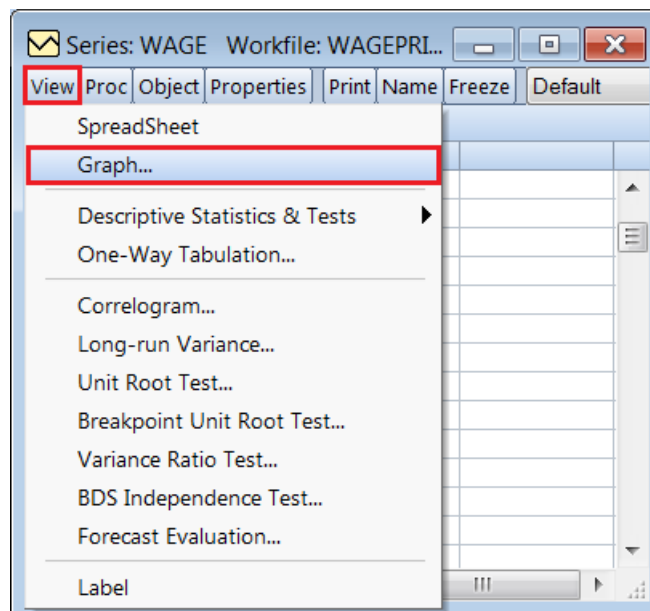 Series: WAGE Workfile: WAGEPRI...
View Proc Object Properties Print Name Freeze Default
SpreadSheet
Graph...
Descriptive Statistics & Tests
One-Way Tabulation...
Correlogram...
Long-run Variance...
Unit Root Test...
Breakpoint Unit Root Test...
Variance Ratio Test...
BDS Independence Test...
Forecast Evaluation...
Label